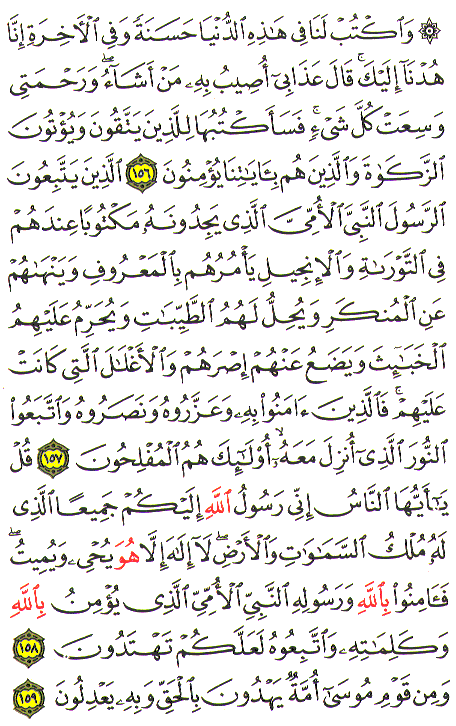 ۞ وَٱكۡتُبۡ لَنَا فِي هَٰذِهِ ٱلدُّنۡيَا حَسَنَةٗ وَفِي ٱلۡأٓخِرَةِ إِنَّا
هُدۡنَآ إِلَيۡكَۚ قَالَ عَذَابِيٓ أُصِيبُ بِهِۦ مَنۡ أَشَآءُۖ وَرَحۡمَتِي
وَسِعَتۡ كُلَّ شَيۡءٖۚ فَسَأَكۡتُبُهَا لِلَّذِينَ يَتَّقُونَ وَيُؤۡتُونَ
ٱلزَّكَوٰةَ وَٱلَّذِينَ هُم بِـَٔايَٰتِنَا يُؤۡمِنُونَ ١٥٦ ٱلَّذِينَ يَتَّبِعُونَ
ٱلرَّسُولَ ٱلنَّبِيَّ ٱلۡأُمِّيَّ ٱلَّذِي يَجِدُونَهُۥ مَكۡتُوبًا عِندَهُمۡ
فِي ٱلتَّوۡرَىٰةِ وَٱلۡإِنجِيلِ يَأۡمُرُهُم بِٱلۡمَعۡرُوفِ وَيَنۡهَىٰهُمۡ
عَنِ ٱلۡمُنكَرِ وَيُحِلُّ لَهُمُ ٱلطَّيِّبَٰتِ وَيُحَرِّمُ عَلَيۡهِمُ
ٱلۡخَبَٰٓئِثَ وَيَضَعُ عَنۡهُمۡ إِصۡرَهُمۡ وَٱلۡأَغۡلَٰلَ ٱلَّتِي كَانَتۡ
عَلَيۡهِمۡۚ فَٱلَّذِينَ ءَامَنُواْ بِهِۦ وَعَزَّرُوهُ وَنَصَرُوهُ وَٱتَّبَعُواْ
ٱلنُّورَ ٱلَّذِيٓ أُنزِلَ مَعَهُۥٓ أُوْلَٰٓئِكَ هُمُ ٱلۡمُفۡلِحُونَ ١٥٧ قُلۡ
يَٰٓأَيُّهَا ٱلنَّاسُ إِنِّي رَسُولُ ٱللَّهِ إِلَيۡكُمۡ جَمِيعًا ٱلَّذِي
لَهُۥ مُلۡكُ ٱلسَّمَٰوَٰتِ وَٱلۡأَرۡضِۖ لَآ إِلَٰهَ إِلَّا هُوَ يُحۡيِۦ وَيُمِيتُۖ
فَـَٔامِنُواْ بِٱللَّهِ وَرَسُولِهِ ٱلنَّبِيِّ ٱلۡأُمِّيِّ ٱلَّذِي يُؤۡمِنُ بِٱللَّهِ
وَكَلِمَٰتِهِۦ وَٱتَّبِعُوهُ لَعَلَّكُمۡ تَهۡتَدُونَ ١٥٨
وَمِن قَوۡمِ مُوسَىٰٓ أُمَّةٞ يَهۡدُونَ بِٱلۡحَقِّ وَبِهِۦ يَعۡدِلُونَ ١٥٩